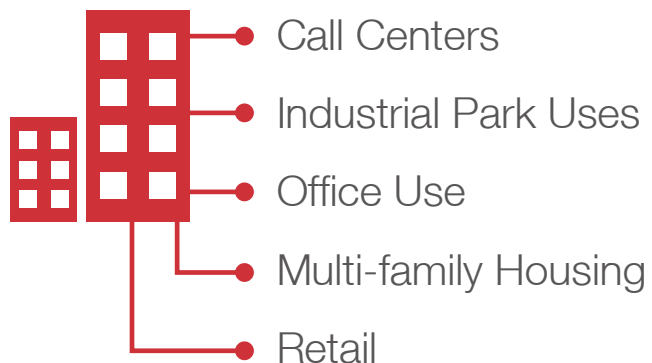 Call Centers
Industrial Park Uses
Office Use
Multi-family Housing
Retail